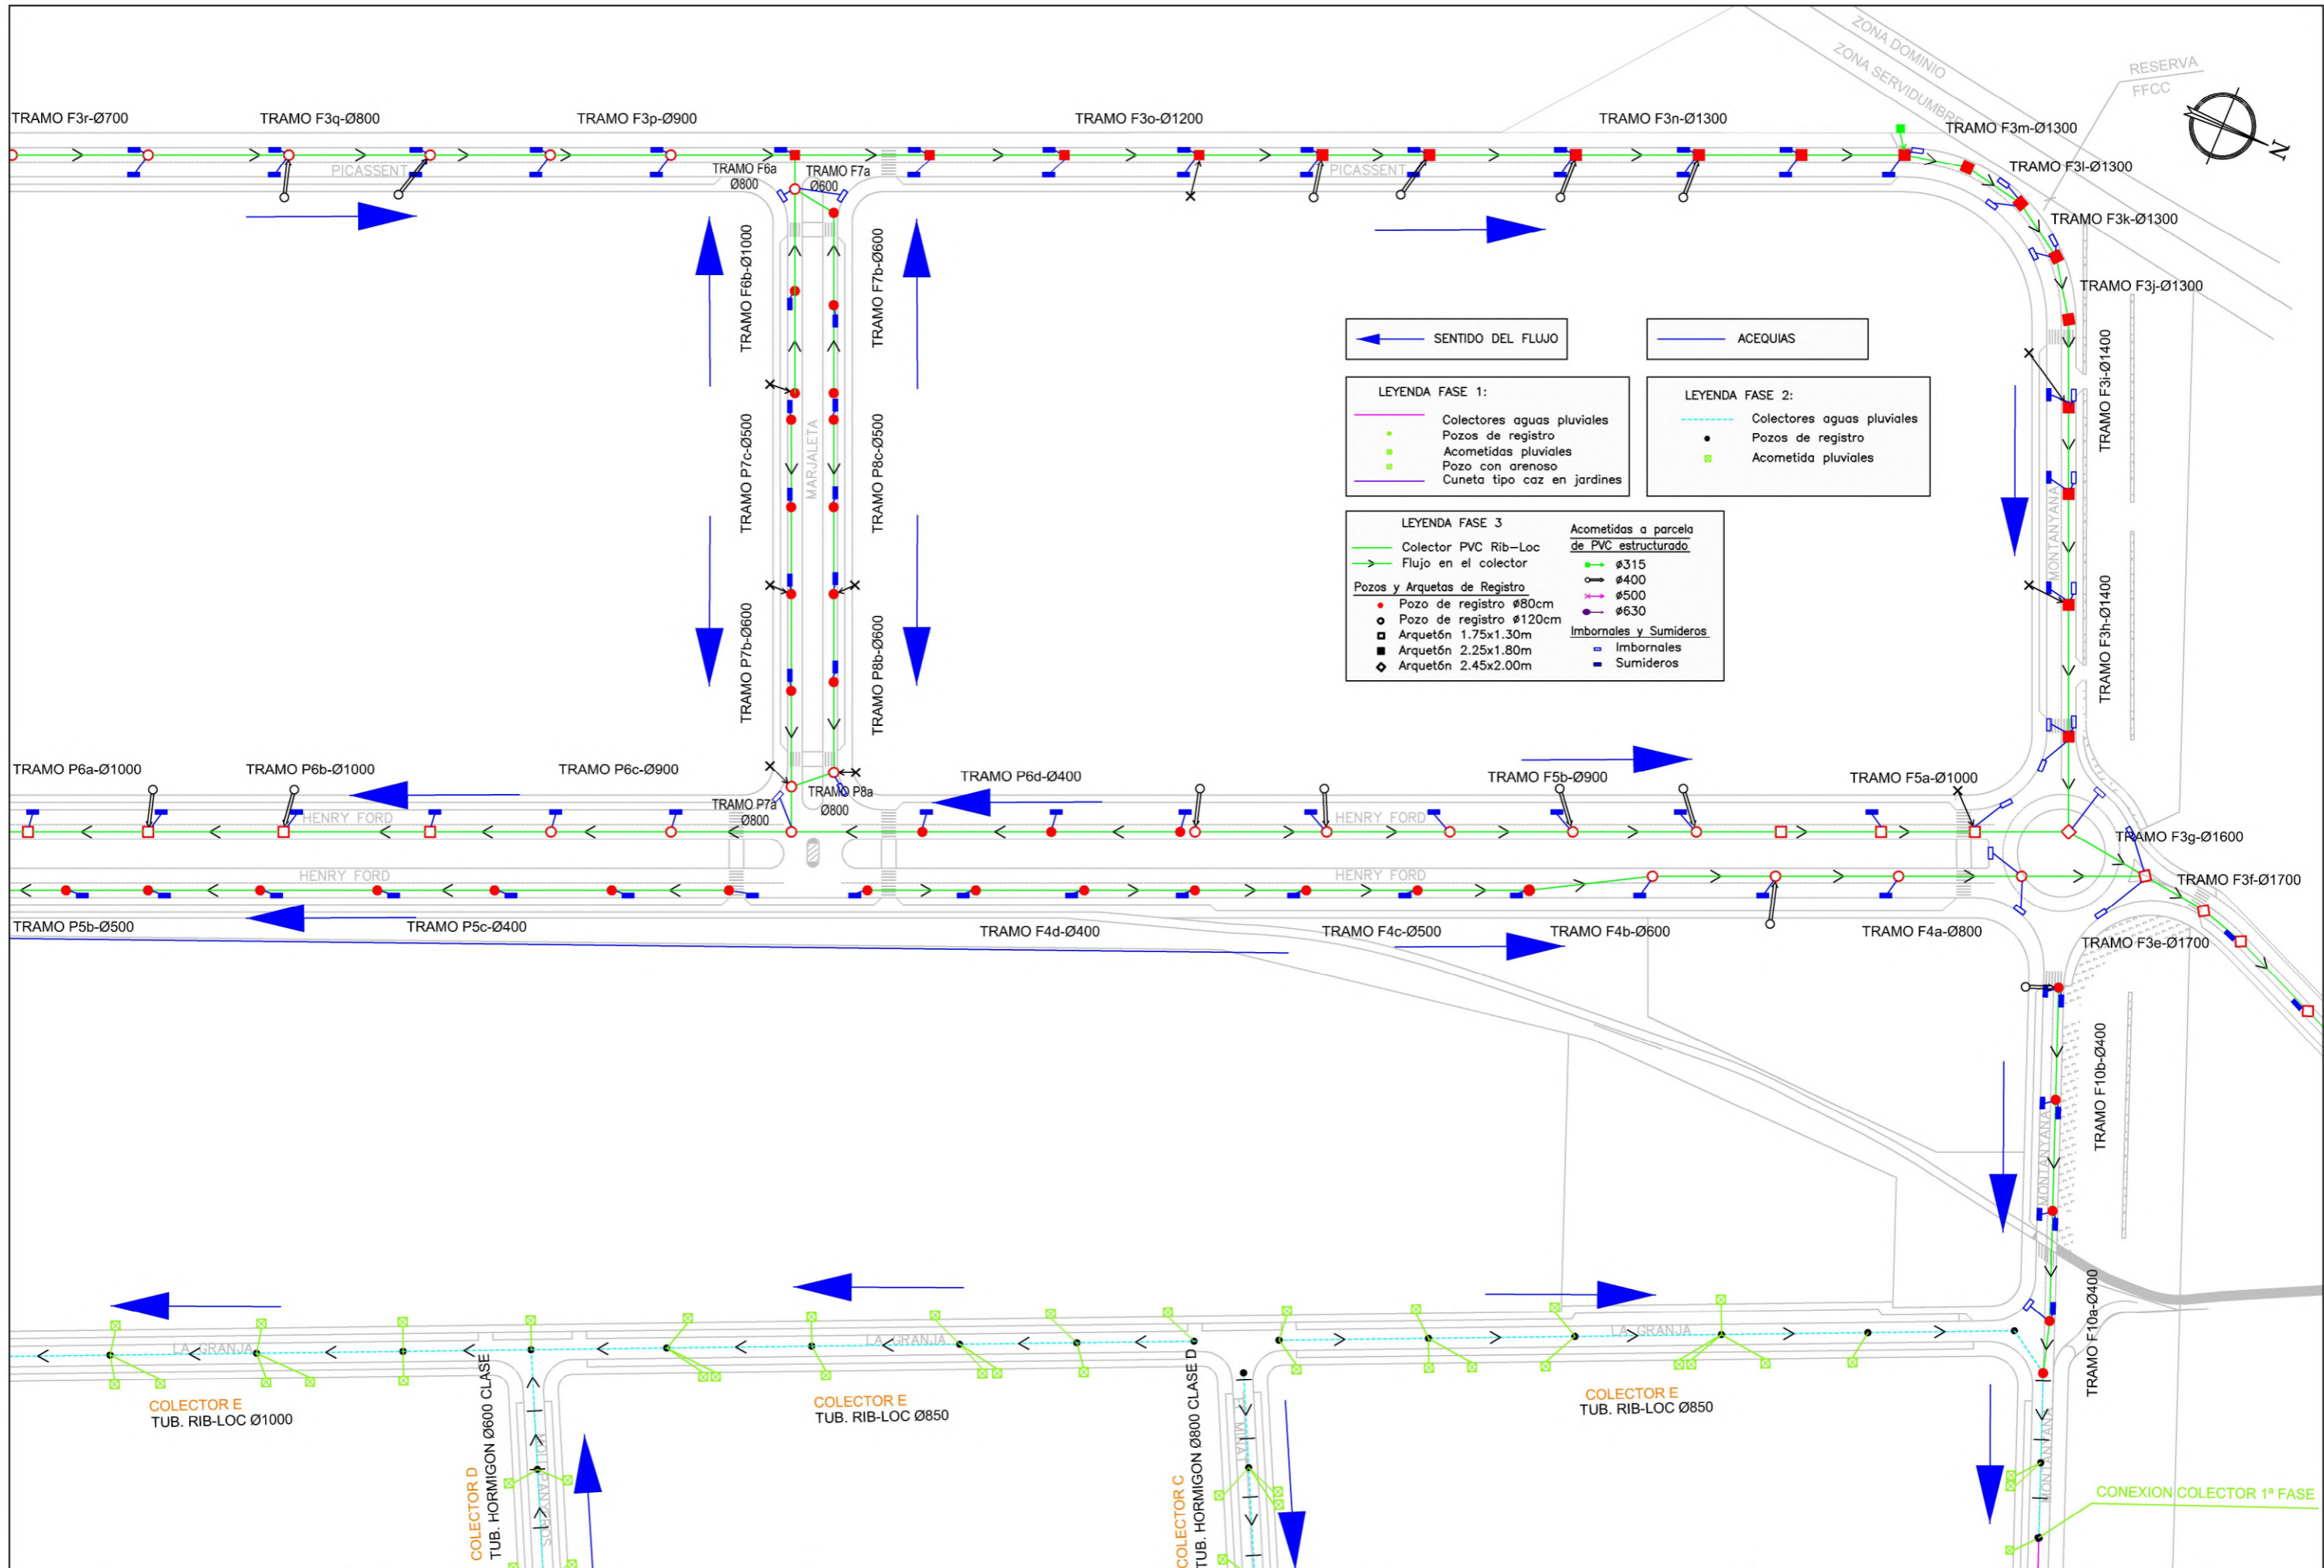 ZONA DOMINIO
ZONA SERVIDUMBRE
RESERVA
FFCC
N
TRAMO F3r-Ø700
TRAMO F3q-Ø800
TRAMO F3p-Ø900
TRAMO F3o-Ø1200
TRAMO F3n-Ø1300
TRAMO F3m-Ø1300
PICASSENT
TRAMO F6a
Ø800
TRAMO F7a
Ø600
PICASSENT
TRAMO F3l-Ø1300
TRAMO F3k-Ø1300
TRAMO F3j-Ø1300
TRAMO F6b-Ø1000
TRAMO F7b-Ø600
TRAMO F3i-Ø1400
SENTIDO DEL FLUJO
ACEQUIAS
LEYENDA FASE 1:
Colectores aguas pluviales
Pozos de registro
Acometidas pluviales
Pozo con arenoso
Cuneta tipo caz en jardines
LEYENDA FASE 2:
Colectores aguas pluviales
Pozos de registro
Acometida pluviales
TRAMO P7c-Ø500
MARJALETA
TRAMO P8c-Ø500
MONTANYANA
LEYENDA FASE 3
Colector PVC Rib-Loc
Flujo en el colector
Pozos y Arquetas de Registro
Pozo de registro ø80cm
Pozo de registro ø120cm
Arquetón 1.75x1.30m
Arquetón 2.25x1.80m
Arquetón 2.45x2.00m
Acometidas a parcela
de PVC estructurado
ø315
ø400
ø500
ø630
Imbornales y Sumideros
Imbornales
Sumideros
TRAMO P7b-Ø600
TRAMO P8b-Ø600
TRAMO F3h-Ø1400
TRAMO P6a-Ø1000
TRAMO P6b-Ø1000
TRAMO P6c-Ø900
TRAMO P6d-Ø400
TRAMO F5b-Ø900
TRAMO F5a-Ø1000
TRAMO P7a
Ø800
TRAMO P8a
Ø800
HENRY FORD
HENRY FORD
TRAMO F3g-Ø1600
HENRY FORD
HENRY FORD
TRAMO F3f-Ø1700
TRAMO P5b-Ø500
TRAMO P5c-Ø400
TRAMO F4d-Ø400
TRAMO F4c-Ø500
TRAMO F4b-Ø600
TRAMO F4a-Ø800
TRAMO F3e-Ø1700
TRAMO F10b-Ø400
MONTANYANA
TRAMO F10a-Ø400
LA GRANJA
LA GRANJA
LA GRANJA
COLECTOR E
TUB. RIB-LOC Ø1000
COLECTOR E
TUB. RIB-LOC Ø850
COLECTOR E
TUB. RIB-LOC Ø850
COLECTOR D
TUB. HORMIGON Ø600 CLASE
COLECTOR C
TUB. HORMIGON Ø800 CLASE D
MONTANYANA
CONEXION COLECTOR 1ª FASE